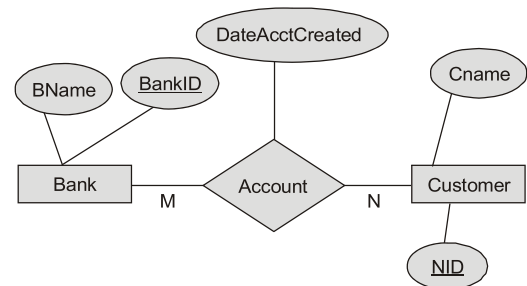 DateAcctCreated
BName
BankID
Cname
Bank
M
Account
N
Customer
NID